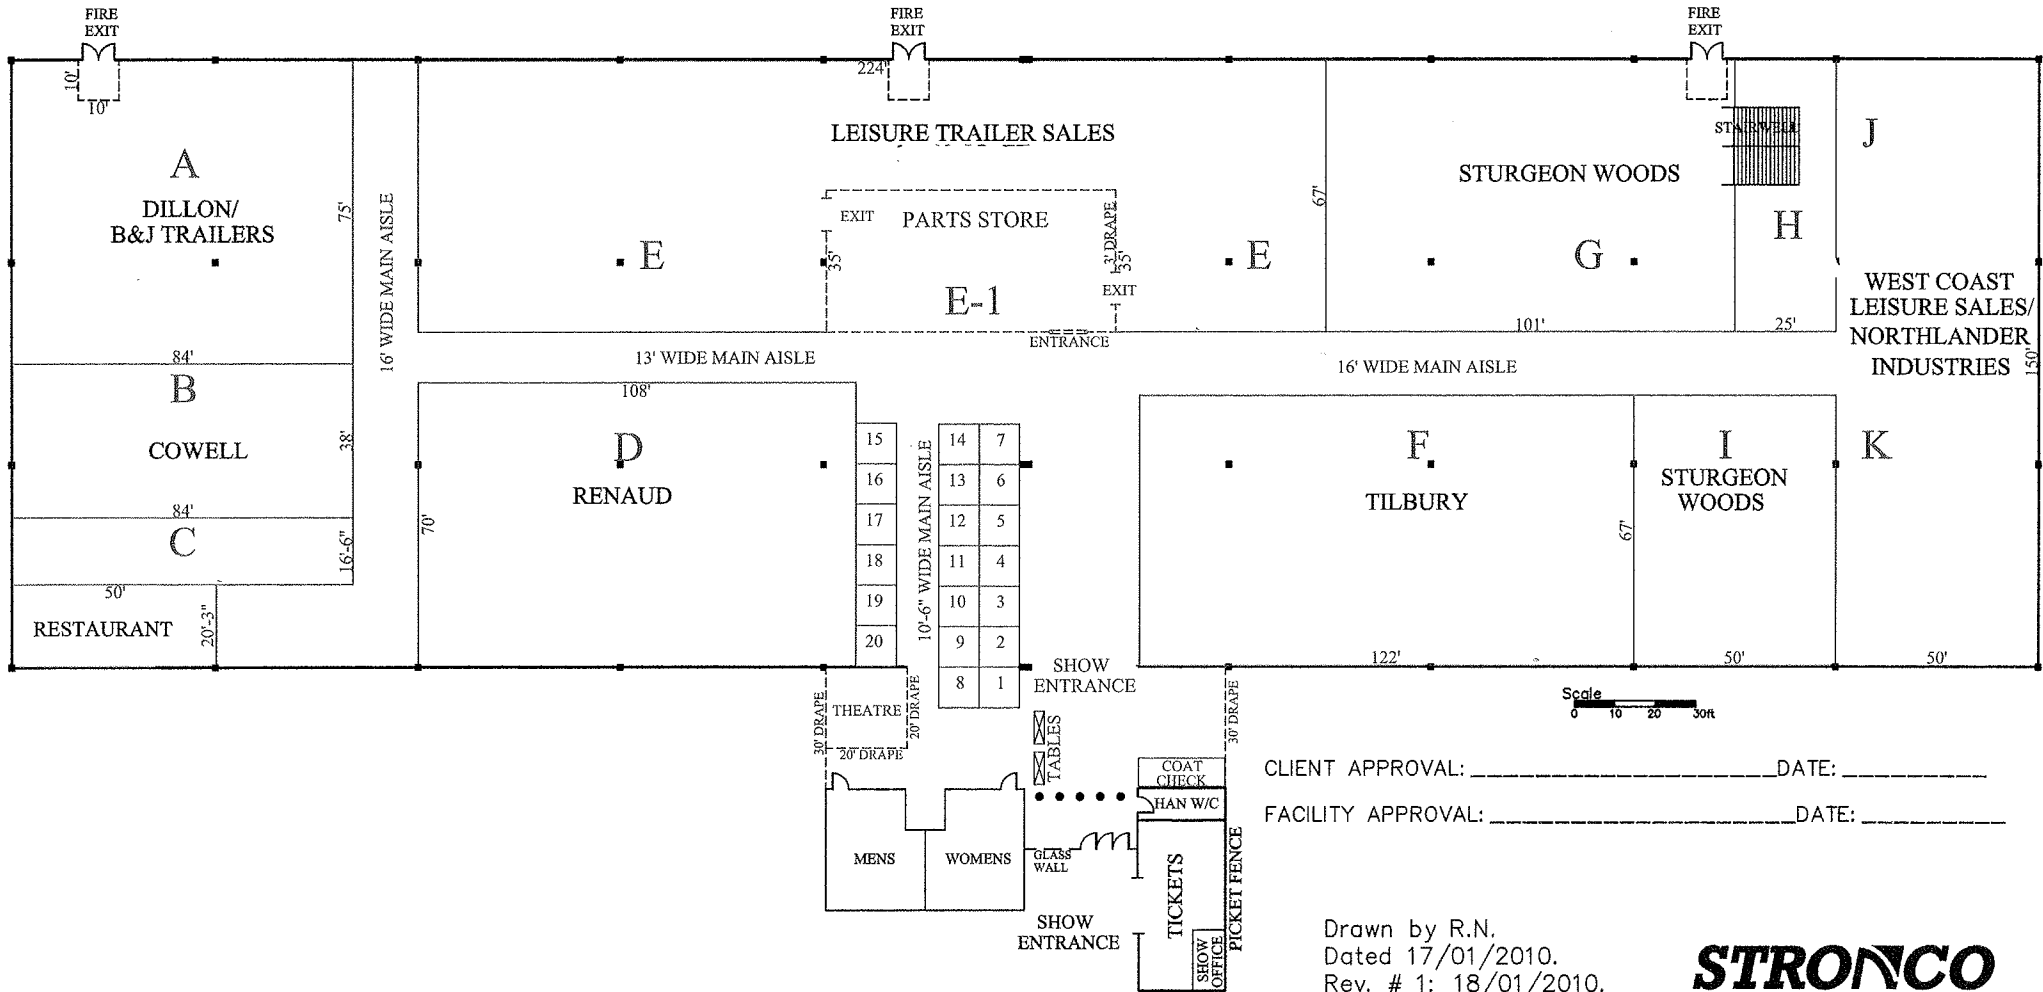 FIRE
EXIT
FIRE
EXIT
FIRE
EXIT
10'
10'
224'
A
DILLON/
B&J TRAILERS
75'
16' WIDE MAIN AISLE
LEISURE TRAILER SALES
EXIT
PARTS STORE
3' DRAPE
35'
35'
EXIT
E
E-1
E
67'
STURGEON WOODS
G
STAIRWELL
H
J
WEST COAST
LEISURE SALES/
NORTHLANDER
INDUSTRIES
150'
101'
25'
ENTRANCE
84'
13' WIDE MAIN AISLE
16' WIDE MAIN AISLE
B
COWELL
38'
84'
C
16'-6"
50'
RESTAURANT
20'-3"
108'
D
RENAUD
70'
15
16
17
18
19
20
10'-6" WIDE MAIN AISLE
14 7
13 6
12 5
11 4
10 3
9 2
8 1
F
TILBURY
67'
122'
I
STURGEON
WOODS
50'
K
50'
SHOW
ENTRANCE
30' DRAPE
THEATRE
20' DRAPE
20' DRAPE
TABLES
30' DRAPE
Scale
0 10 20 30ft
COAT
CHECK
HAN W/C
MENS
WOMENS
GLASS
WALL
TICKETS
PICKET FENCE
SHOW
ENTRANCE
SHOW
OFFICE
CLIENT APPROVAL: DATE:
FACILITY APPROVAL: DATE:
Drawn by R.N.
Dated 17/01/2010.
Rev. # 1: 18/01/2010.
STRONCO